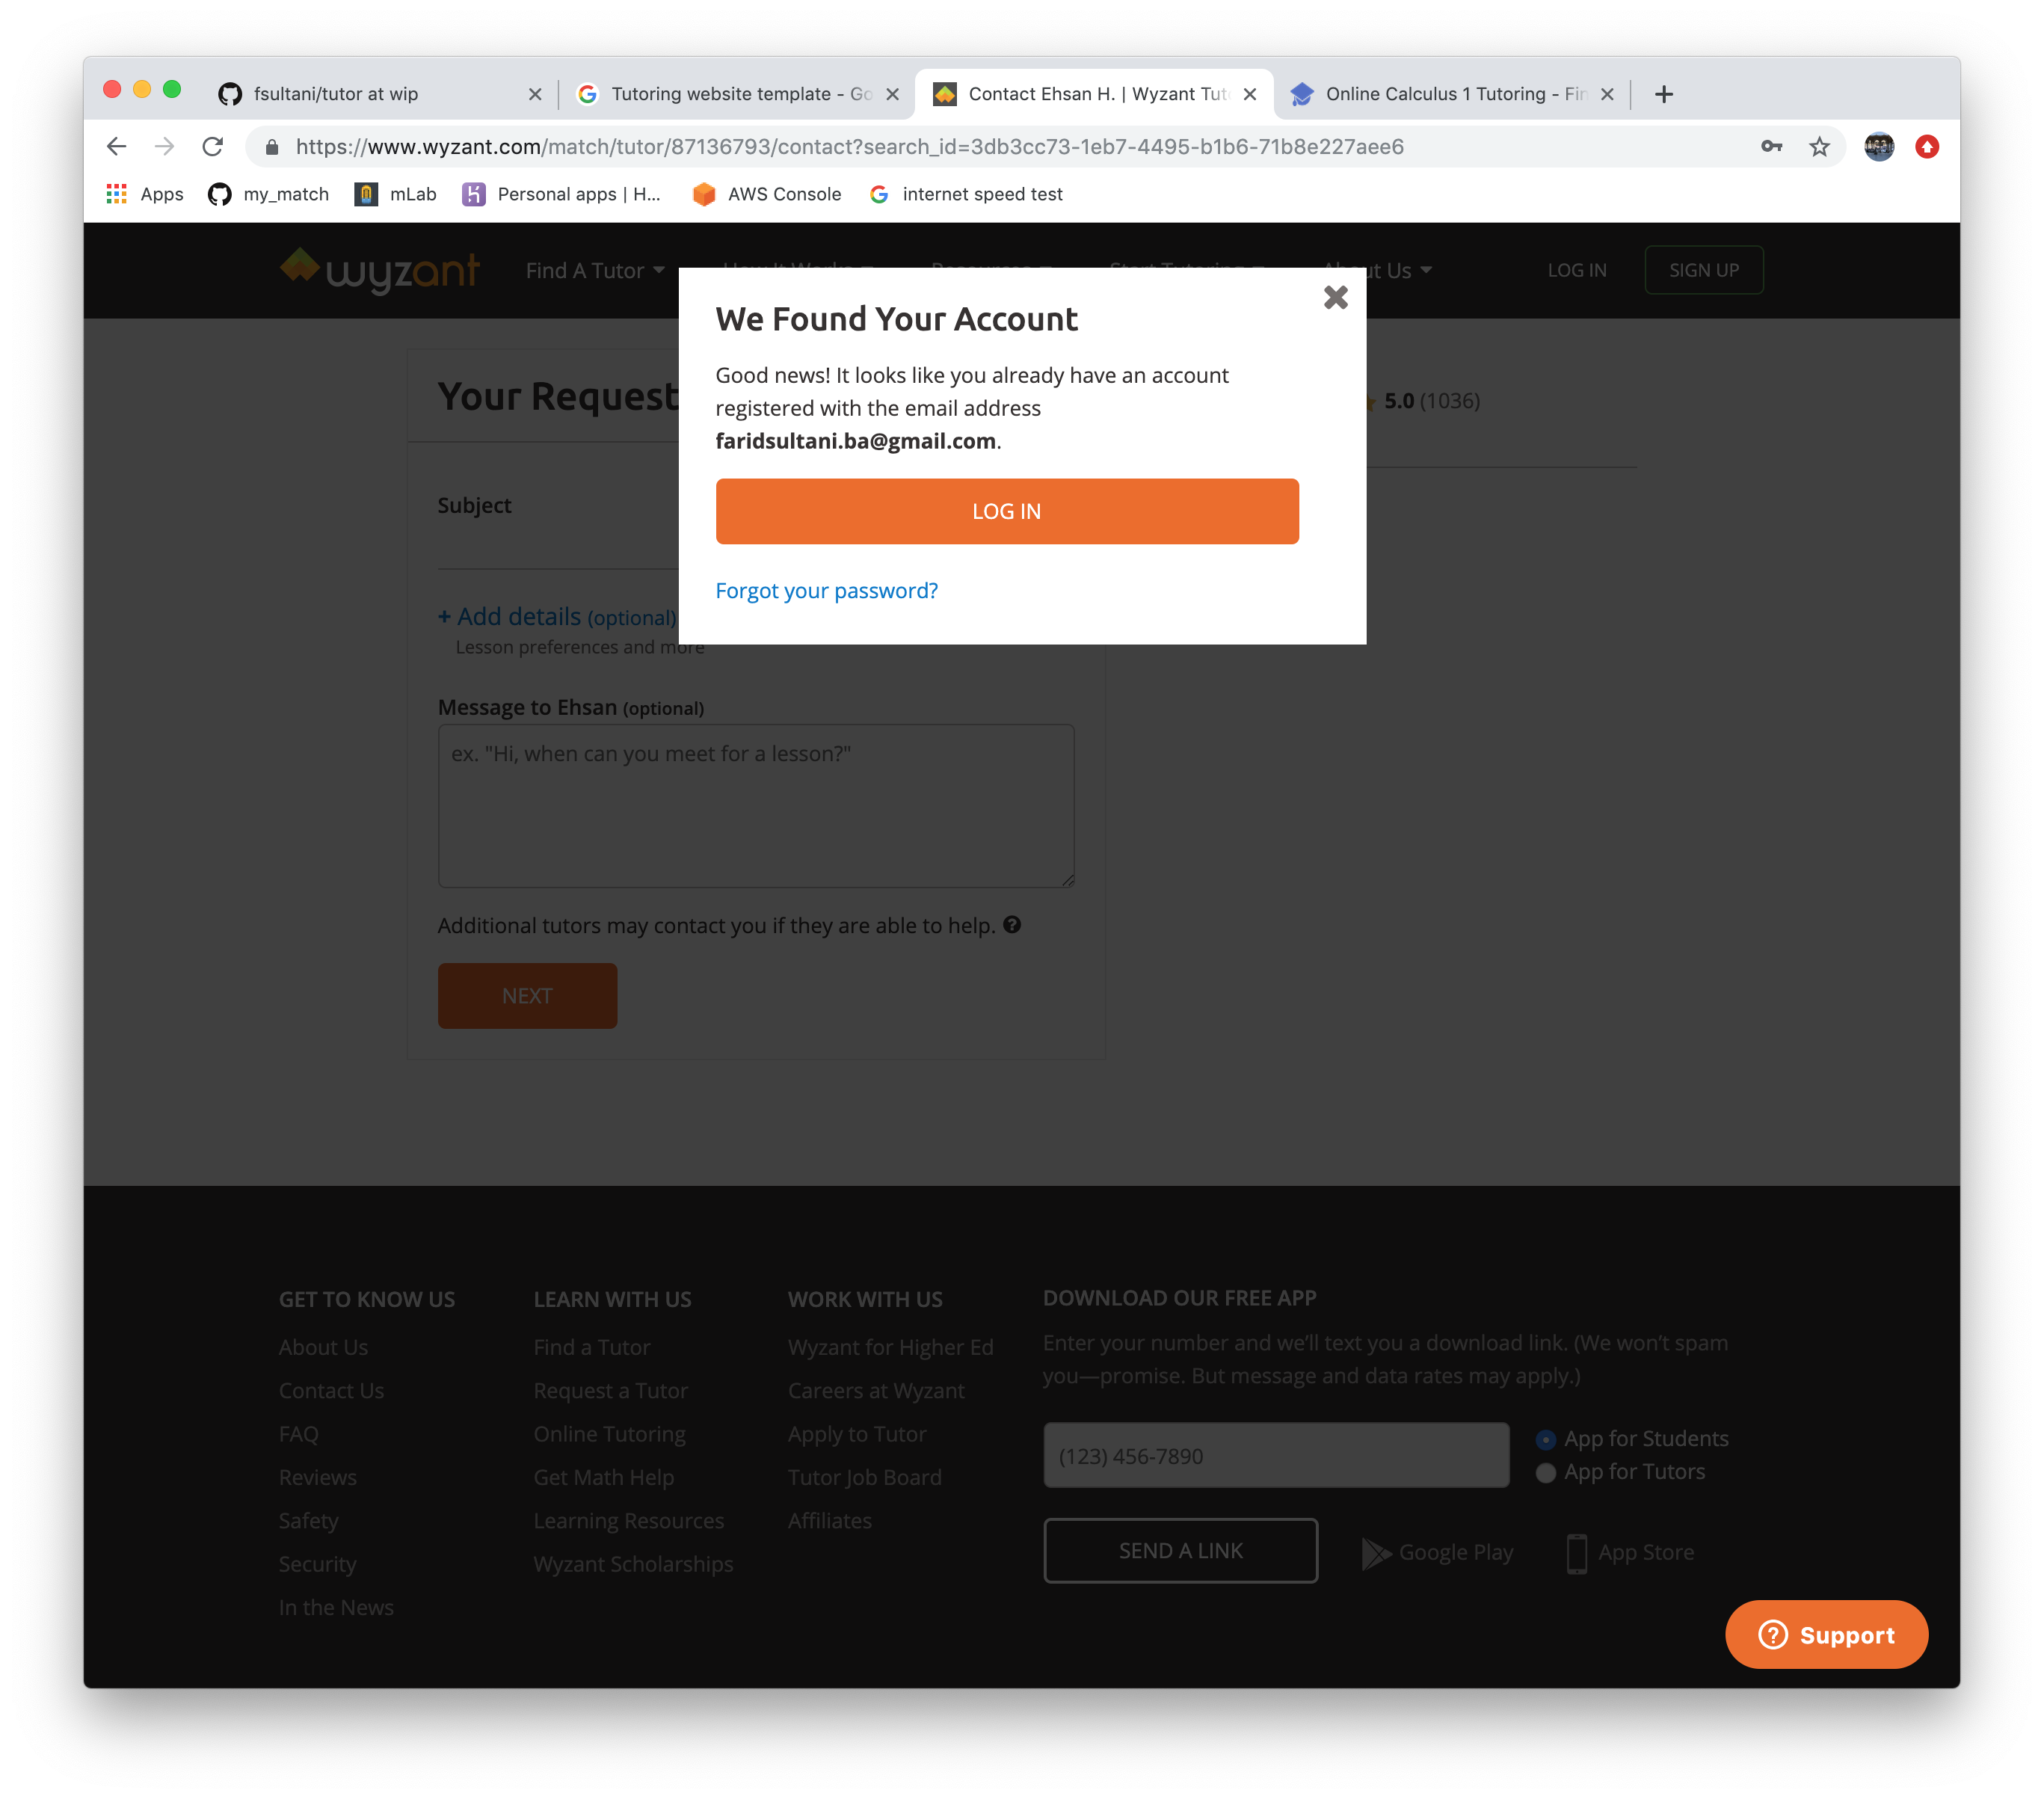 fsultani/tutor at wip
Tutoring website template - Go
Contact Ehsan H. | Wyzant Tut
Online Calculus 1 Tutoring - Fin
https://www.wyzant.com/match/tutor/87136793/contact?search_id=3db3cc73-1eb7-4495-b1b6-71b8e227aee6
Apps my_match mLab Personal apps | H... AWS Console internet speed test
wyzant Find A Tutor How It Works Resources Start Tutoring About Us LOG IN SIGN UP
We Found Your Account
Good news! It looks like you already have an account
registered with the email address
faridsultani.ba@gmail.com.
LOG IN
Forgot your password?
Your Request
5.0 (1036)
Subject
+ Add details (optional)
Lesson preferences and more
Message to Ehsan (optional)
ex. "Hi, when can you meet for a lesson?"
Additional tutors may contact you if they are able to help.
NEXT
GET TO KNOW US
About Us
Contact Us
FAQ
Reviews
Safety
Security
In the News
LEARN WITH US
Find a Tutor
Request a Tutor
Online Tutoring
Get Math Help
Learning Resources
Wyzant Scholarships
WORK WITH US
Wyzant for Higher Ed
Careers at Wyzant
Apply to Tutor
Tutor Job Board
Affiliates
DOWNLOAD OUR FREE APP
Enter your number and we'll text you a download link. (We won't spam
you—promise. But message and data rates may apply.)
(123) 456-7890
App for Students
App for Tutors
SEND A LINK
Google Play
App Store
Support